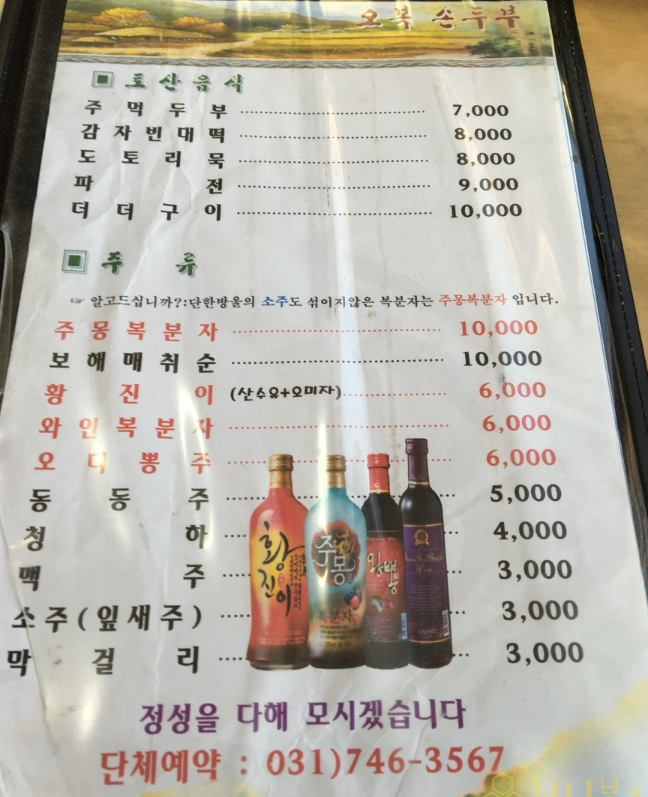 오복 손두부
토산음식
주먹두부 7,000
감자빈대떡 8,000
도토리묵 8,000
파전 9,000
더덕구이 10,000
주류
☞ 알고드십니까?:단한방울의 소주도 섞이지않은 복분자는 주몽복분자 입니다.
주몽복분자 10,000
보해매취순 10,000
황진이 (산수유+오미자) 6,000
와인복분자 6,000
오디뽕주 6,000
동동주 5,000
청하 4,000
맥주 3,000
소주(잎새주) 3,000
막걸리 3,000
황진이
주몽
복분자
정성을 다해 모시겠습니다
단체예약 : 031)746-3567